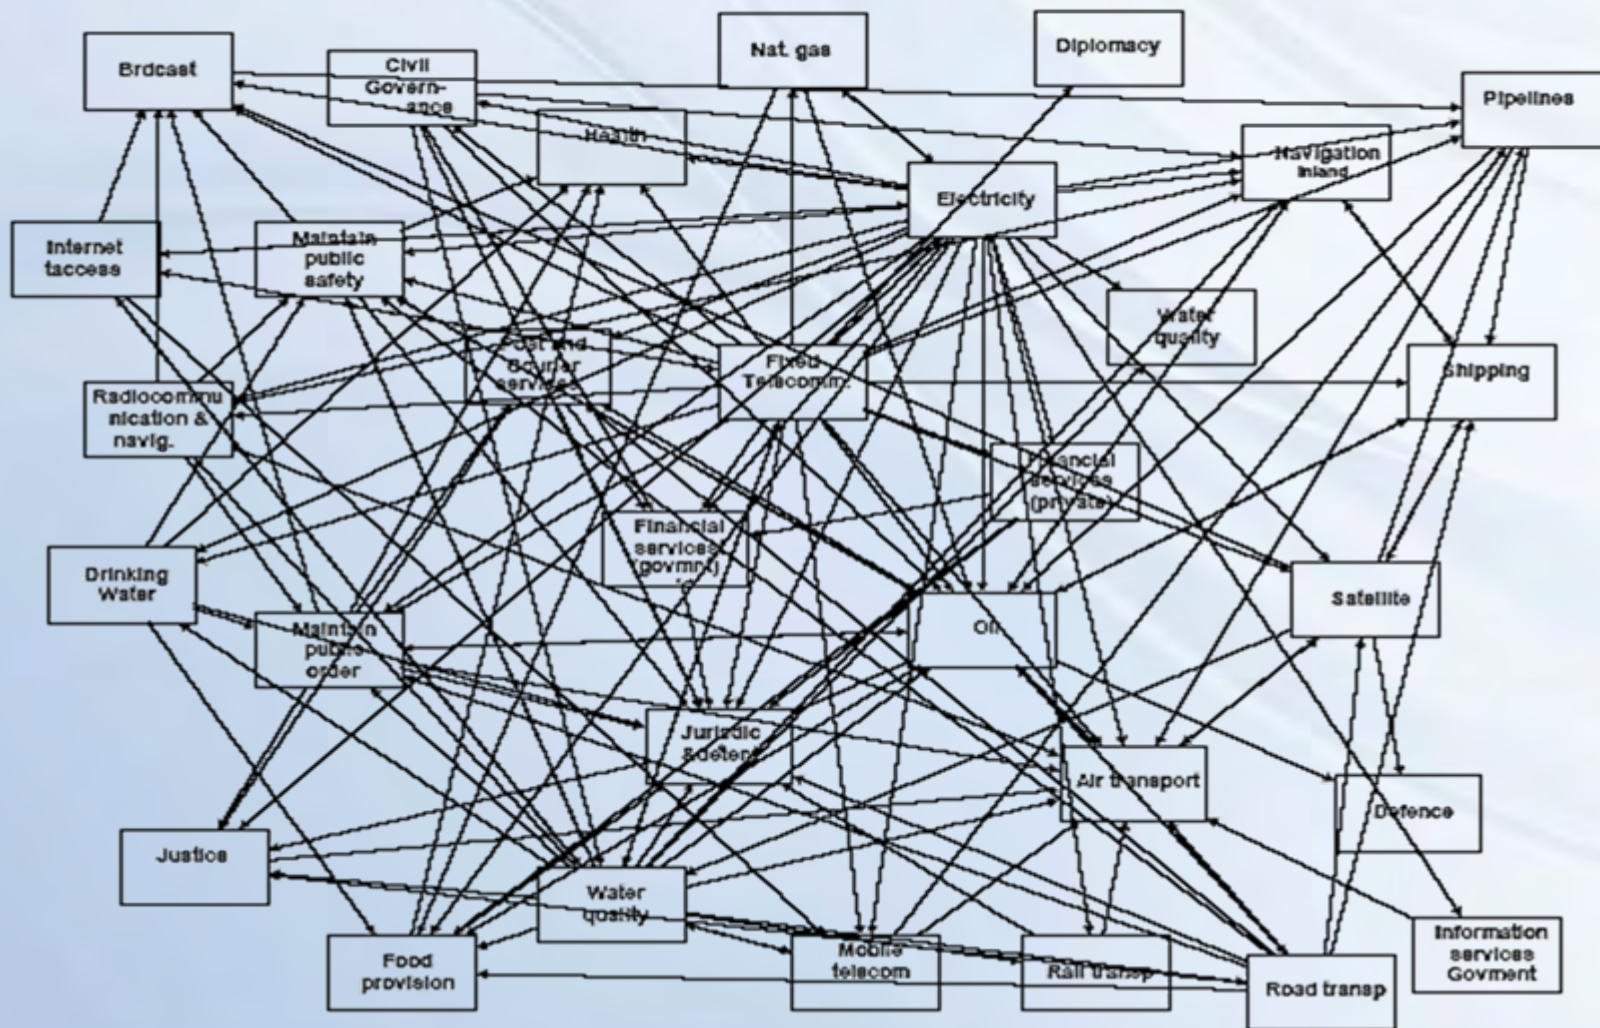 Brdcast
Civil
Govern-
ance
Nat. gas
Diplomacy
Pipelines
Health
Navigation
Inland
Electricity
Internet
taccess
Maintain
public
safety
Water
quality
Post and
Courier
services
Fixed
Telecomm.
Shipping
Radiocommu
nication &
navig.
Financial
services
(private)
Financial
services
(govmnt)
Drinking
Water
Satellite
Maintain
public
order
Oil
Jurisdic
&deten
Air transport
Defence
Justice
Water
quality
Food
provision
Mobile
telecom
Rail transp
Road transp
Information
services
Govment